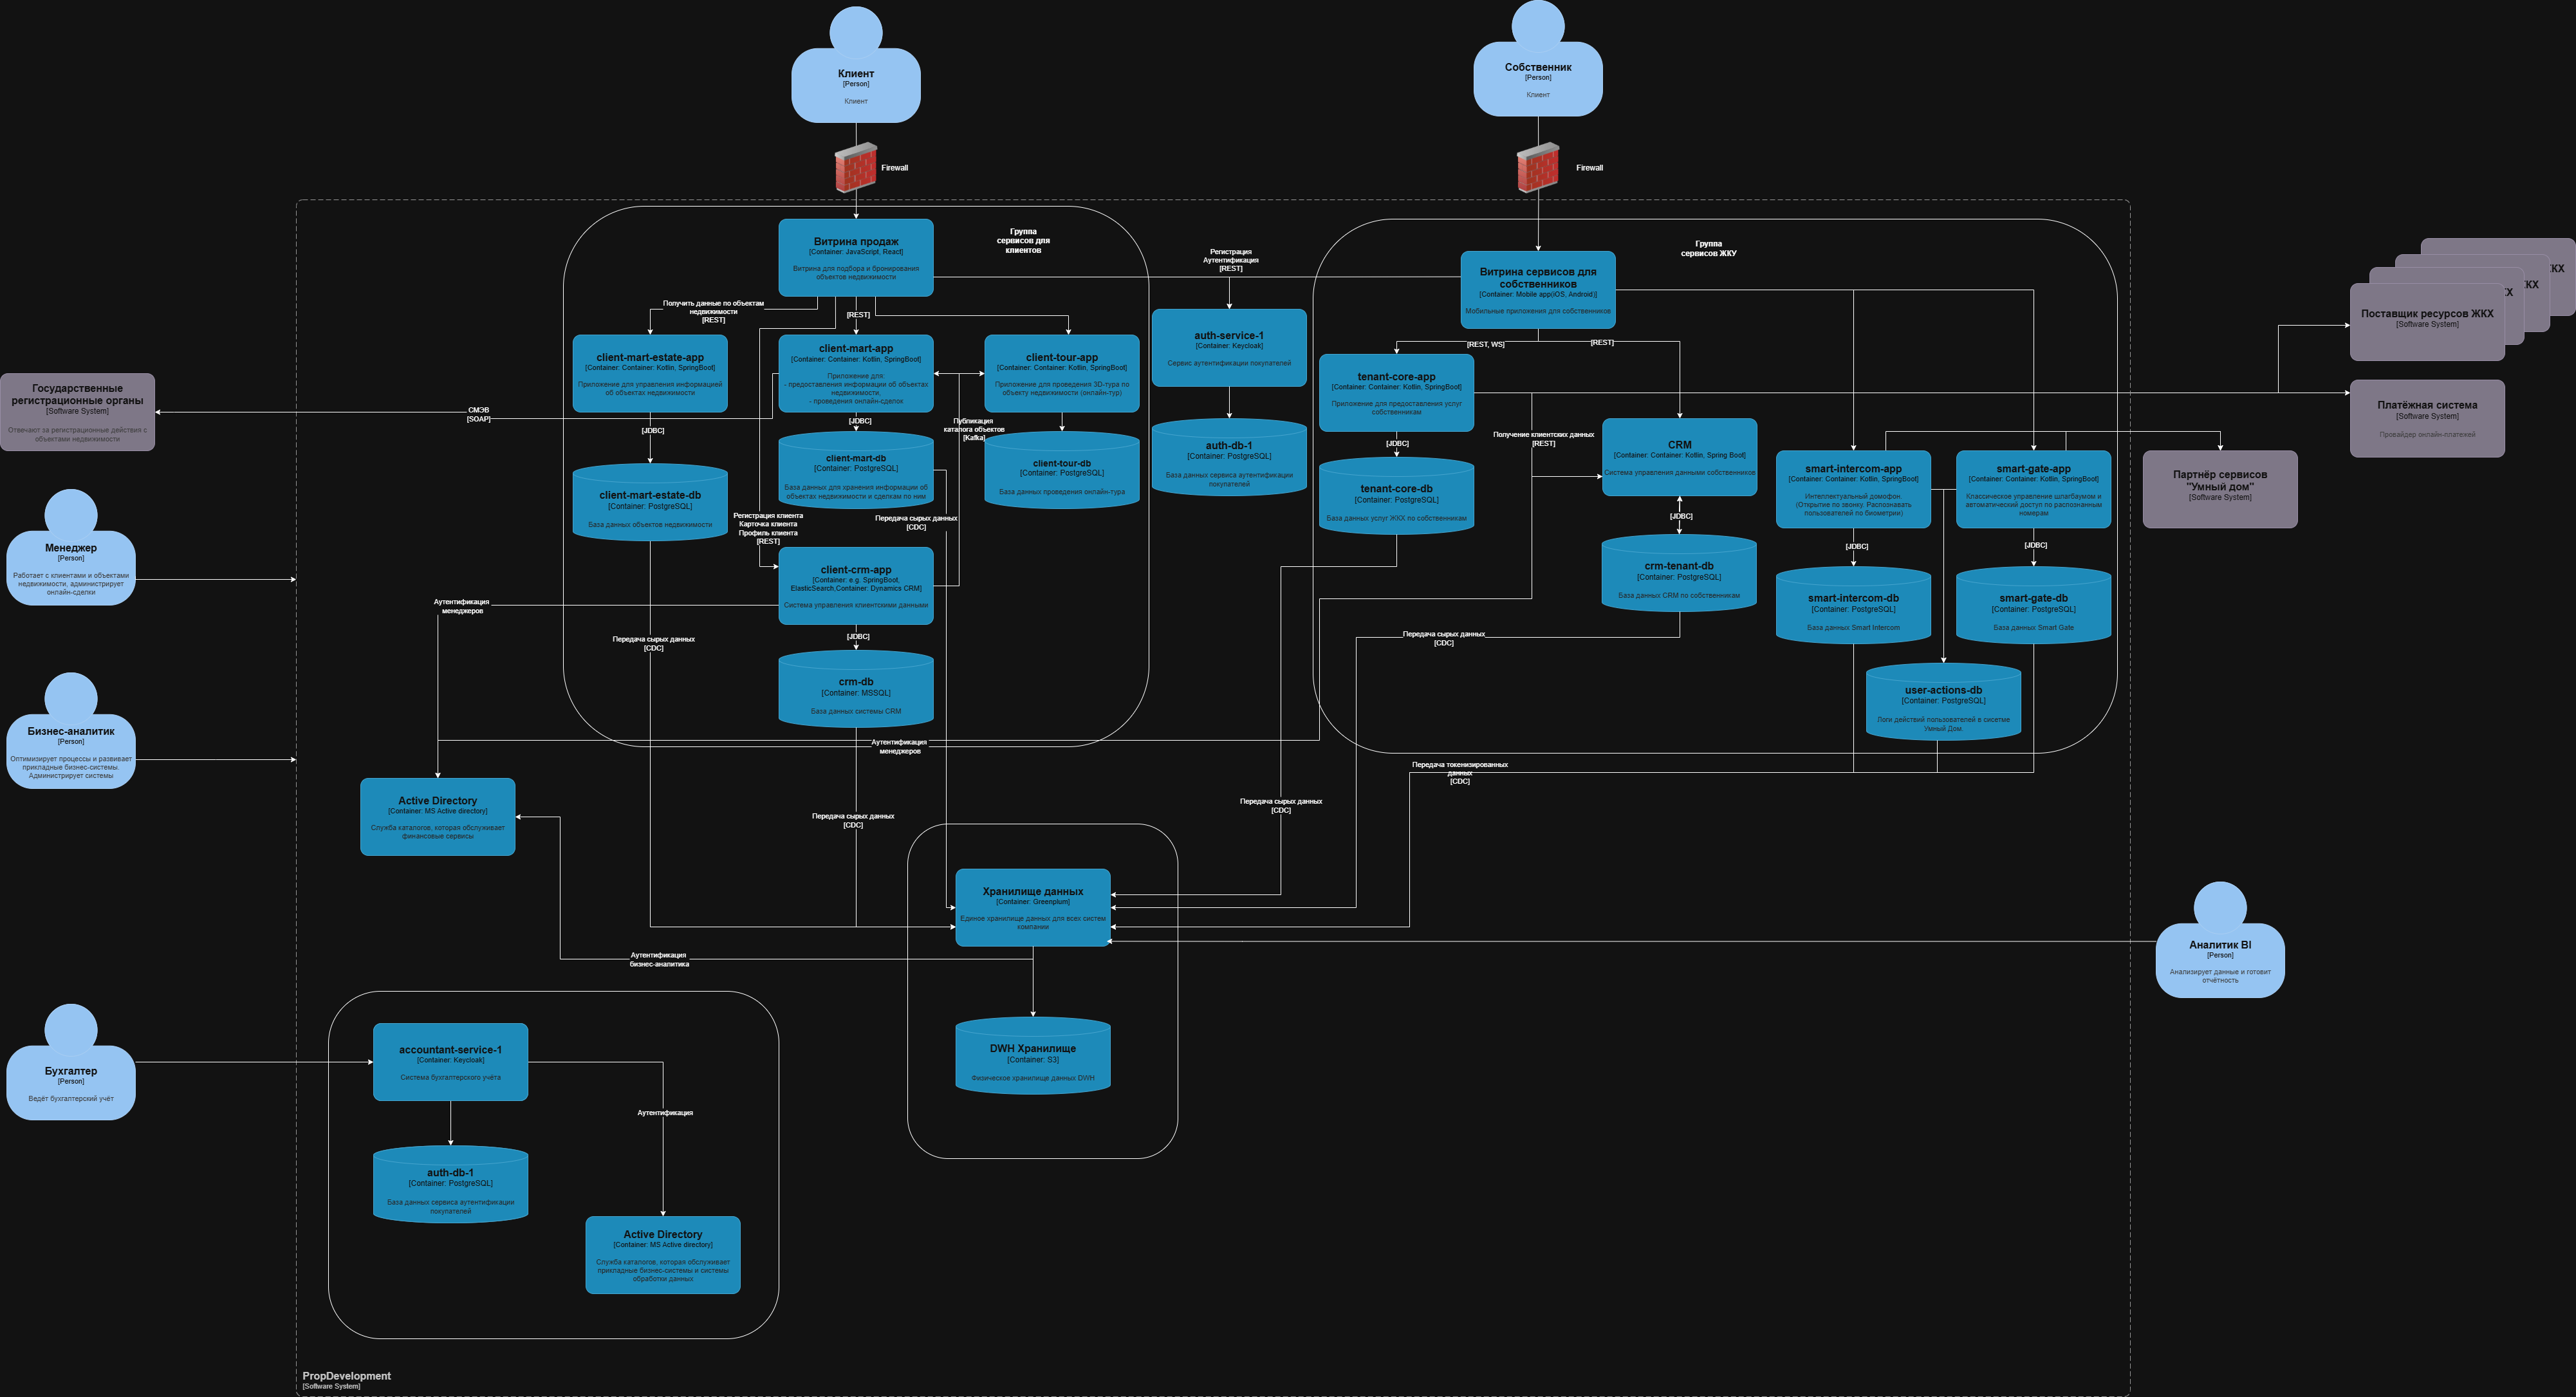 Клиент
[Person]
Клиент
Firewall
Собственник
[Person]
Клиент
Firewall
Группа
сервисов для
клиентов
Витрина продаж
[Container: JavaScript, React]
Витрина для подбора и бронирования
объектов недвижимости
Регистрация
Аутентификация
[REST]
Группа
сервисов ЖКУ
Витрина сервисов для
собственников
[Container: Mobile app(iOS, Android)]
Мобильные приложения для собственников
Получить данные по объектам
недвижимости
[REST]
[REST]
client-mart-estate-app
[Container: Container: Kotlin, SpringBoot]
Приложение для управления информацией
об объектах недвижимости
client-mart-app
[Container: Container: Kotlin, SpringBoot]
Приложение для:
- предоставления информации об объектах
недвижимости,
- проведения онлайн-сделок
client-tour-app
[Container: Container: Kotlin, SpringBoot]
Приложение для проведения 3D-тура по
объекту недвижимости (онлайн-тур)
auth-service-1
[Container: Keycloak]
Сервис аутентификации покупателей
[REST, WS]
[REST]
tenant-core-app
[Container: Container: Kotlin, SpringBoot]
Приложение для предоставления услуг
собственникам
КХ
КХ
Х
Поставщик ресурсов ЖКХ
[Software System]
Платёжная система
[Software System]
Провайдер онлайн-платежей
Государственные
регистрационные органы
[Software System]
Отвечают за регистрационные действия с
объектами недвижимости
СМЭВ
[SOAP]
[JDBC]
[JDBC]
Публикация
каталога объектов
[Kafka]
[JDBC]
Получение клиентских данных
[REST]
client-mart-estate-db
[Container: PostgreSQL]
База данных объектов недвижимости
client-mart-db
[Container: PostgreSQL]
База данных для хранения информации об
объектах недвижимости и сделкам по ним
client-tour-db
[Container: PostgreSQL]
База данных проведения онлайн-тура
auth-db-1
[Container: PostgreSQL]
База данных сервиса аутентификации
покупателей
tenant-core-db
[Container: PostgreSQL]
База данных услуг ЖКХ по собственникам
CRM
[Container: Container: Kotlin, Spring Boot]
Система управления данными собственников
smart-intercom-app
[Container: Container: Kotlin, SpringBoot]
Интеллектуальный домофон.
(Открытие по звонку. Распознавать
пользователей по биометрии)
smart-gate-app
[Container: Container: Kotlin, SpringBoot]
Классическое управление шлагбаумом и
автоматический доступ по распознанным
номерам
Партнёр сервисов
"Умный дом"
[Software System]
Регистрация клиента
Карточка клиента
Профиль клиента
[REST]
Передача сырых данных
[CDC]
[JDBC]
[JDBC]
[JDBC]
Менеджер
[Person]
Работает с клиентами и объектами
недвижимости, администрирует
онлайн-сделки
client-crm-app
[Container: e.g. SpringBoot,
ElasticSearch,Container: Dynamics CRM]
Система управления клиентскими данными
crm-tenant-db
[Container: PostgreSQL]
База данных CRM по собственникам
smart-intercom-db
[Container: PostgreSQL]
База данных Smart Intercom
smart-gate-db
[Container: PostgreSQL]
База данных Smart Gate
Аутентификация
менеджеров
Передача сырых данных
[CDC]
[JDBC]
Передача сырых данных
[CDC]
crm-db
[Container: MSSQL]
База данных системы CRM
user-actions-db
[Container: PostgreSQL]
Логи действий пользователей в сисетме
Умный Дом.
Бизнес-аналитик
[Person]
Оптимизирует процессы и развивает
прикладные бизнес-системы.
Администрирует системы
Аутентификация
менеджеров
Передача токенизированных
данных
[CDC]
Active Directory
[Container: MS Active directory]
Служба каталогов, которая обслуживает
финансовые сервисы
Передача сырых данных
[CDC]
Передача сырых данных
[CDC]
Хранилище данных
[Container: Greenplum]
Единое хранилище данных для всех систем
компании
Аутентификация
бизнес-аналитика
Аналитик BI
[Person]
Анализирует данные и готовит
отчётность
Бухгалтер
[Person]
Ведёт бухгалтерский учёт
accountant-service-1
[Container: Keycloak]
Система бухгалтерского учёта
Аутентификация
DWH Хранилище
[Container: S3]
Физическое хранилище данных DWH
auth-db-1
[Container: PostgreSQL]
База данных сервиса аутентификации
покупателей
Active Directory
[Container: MS Active directory]
Служба каталогов, которая обслуживает
прикладные бизнес-системы и системы
обработки данных
PropDevelopment
[Software System]